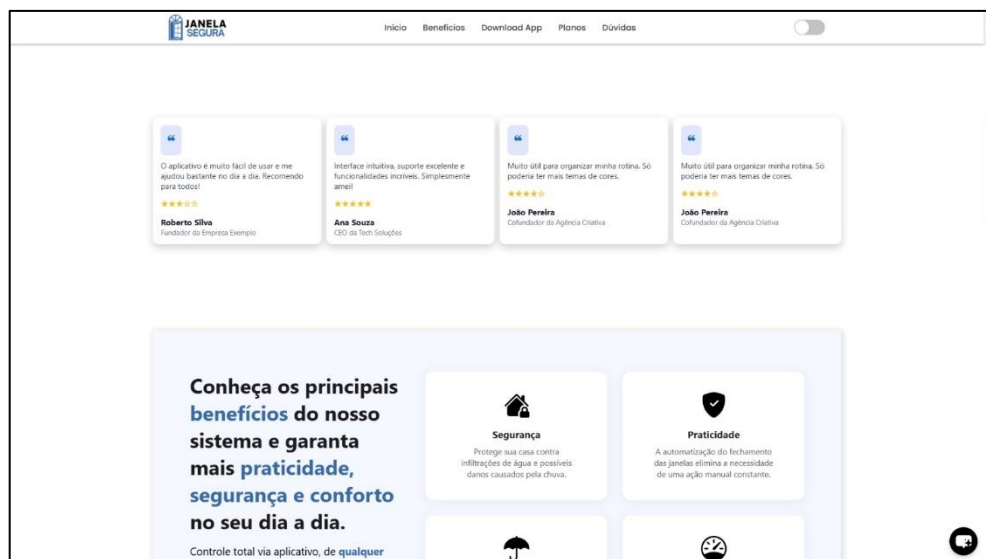 JANELA
SEGURA
Início Benefícios Download App Planos Dúvidas
❝
O aplicativo é muito fácil de usar e me
ajudou bastante no dia a dia. Recomendo
para todos!
★★★☆☆
Roberto Silva
Fundador da Empresa Exemplo
❝
Interface intuitiva, suporte excelente e
funcionalidades incríveis. Simplesmente
amei!
★★★★★
Ana Souza
CEO da Tech Soluções
❝
Muito útil para organizar minha rotina. Só
poderia ter mais temas de cores.
★★★★☆
João Pereira
Cofundador da Agência Criativa
❝
Muito útil para organizar minha rotina. Só
poderia ter mais temas de cores.
★★★★☆
João Pereira
Cofundador da Agência Criativa
Conheça os principais
benefícios do nosso
sistema e garanta
mais praticidade,
segurança e conforto
no seu dia a dia.
Controle total via aplicativo, de qualquer
Segurança
Protege sua casa contra
infiltrações de água e possíveis
danos causados pela chuva.
Praticidade
A automatização do fechamento
das janelas elimina a necessidade
de uma ação manual constante.